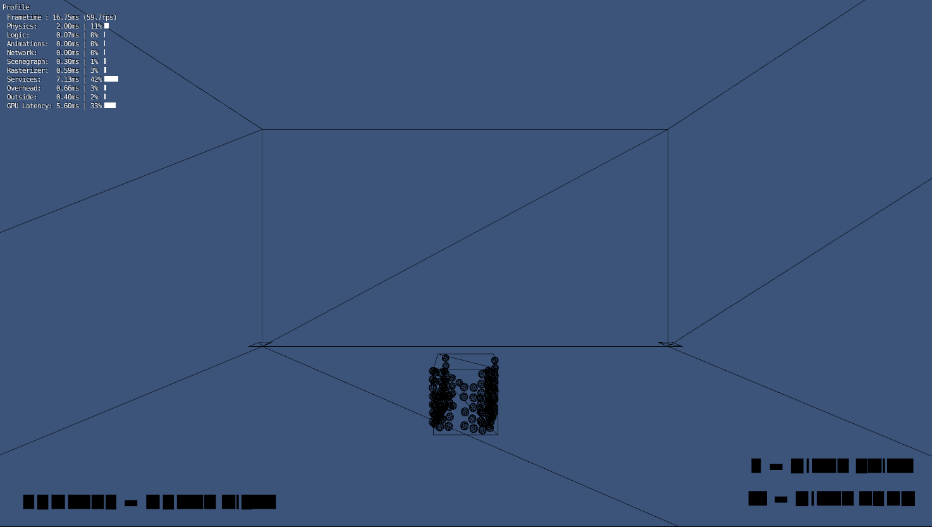 Profile
Frametime : 16.75ms (59.7fps)
Physics: 2.00ms | 11%
Logic: 0.07ms | 0%
Animations: 0.00ms | 0%
Network: 0.00ms | 0%
Scenegraph: 0.30ms | 1%
Rasterizer: 0.59ms | 3%
Services: 7.13ms | 42%
Overhead: 0.66ms | 3%
Outside: 0.40ms | 2%
GPU Latency: 5.60ms | 33%